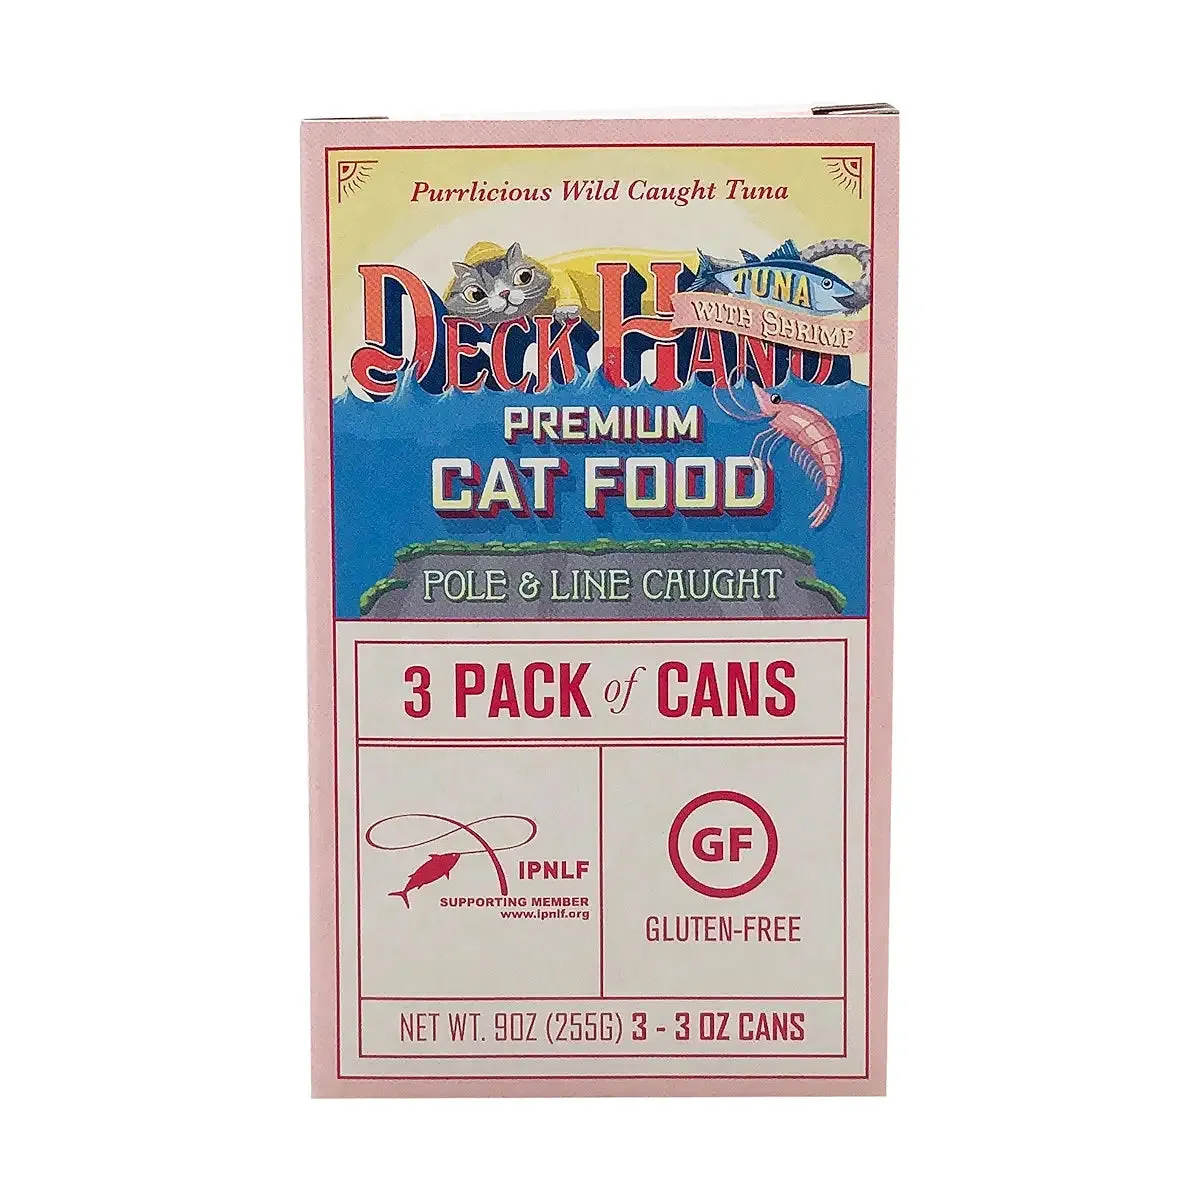 Purrlicious Wild Caught Tuna
DECK HAND
TUNA
WITH SHRIMP
PREMIUM
CAT FOOD
POLE & LINE CAUGHT
3 PACK of CANS
IPNLF
SUPPORTING MEMBER
www.ipnlf.org
GF
GLUTEN-FREE
NET WT. 9OZ (255G) 3 - 3 OZ CANS